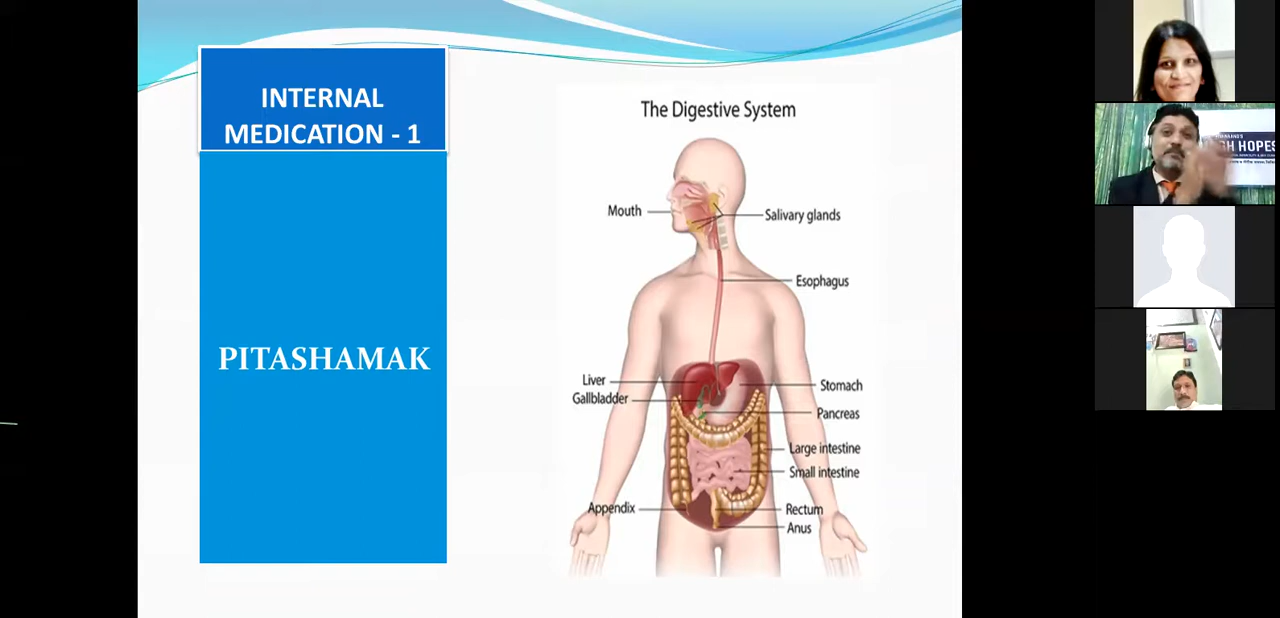 INTERNAL
MEDICATION - 1
PITASHAMAK
The Digestive System
Mouth
Salivary glands
Esophagus
Liver
Stomach
Gallbladder
Pancreas
Large intestine
Small intestine
Appendix
Rectum
Anus
GH HOPES